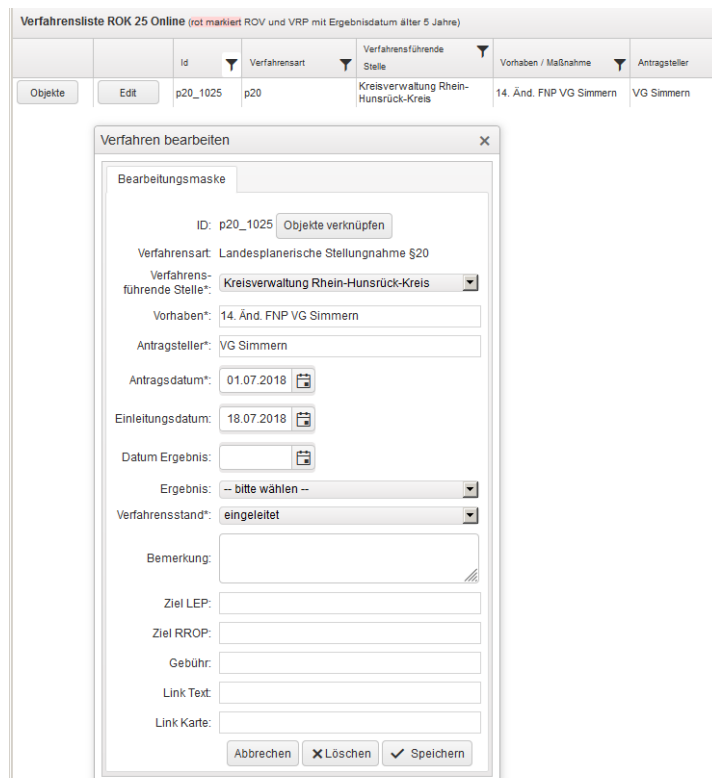 Verfahrensliste ROK 25 Online (rot markiert ROV und VRP mit Ergebnisdatum älter 5 Jahre)
Id Verfahrensart Verfahrensführende Stelle Vorhaben / Maßnahme Antragsteller
Objekte Edit p20_1025 p20 Kreisverwaltung Rhein-Hunsrück-Kreis 14. Änd. FNP VG Simmern VG Simmern
Verfahren bearbeiten
Bearbeitungsmaske
ID: p20_1025 Objekte verknüpfen
Verfahrensart: Landesplanerische Stellungnahme §20
Verfahrens-
führende Stelle*: Kreisverwaltung Rhein-Hunsrück-Kreis
Vorhaben*: 14. Änd. FNP VG Simmern
Antragsteller*: VG Simmern
Antragsdatum*: 01.07.2018
Einleitungsdatum: 18.07.2018
Datum Ergebnis:
Ergebnis: -- bitte wählen --
Verfahrensstand*: eingeleitet
Bemerkung:
Ziel LEP:
Ziel RROP:
Gebühr:
Link Text:
Link Karte:
Abbrechen Löschen Speichern